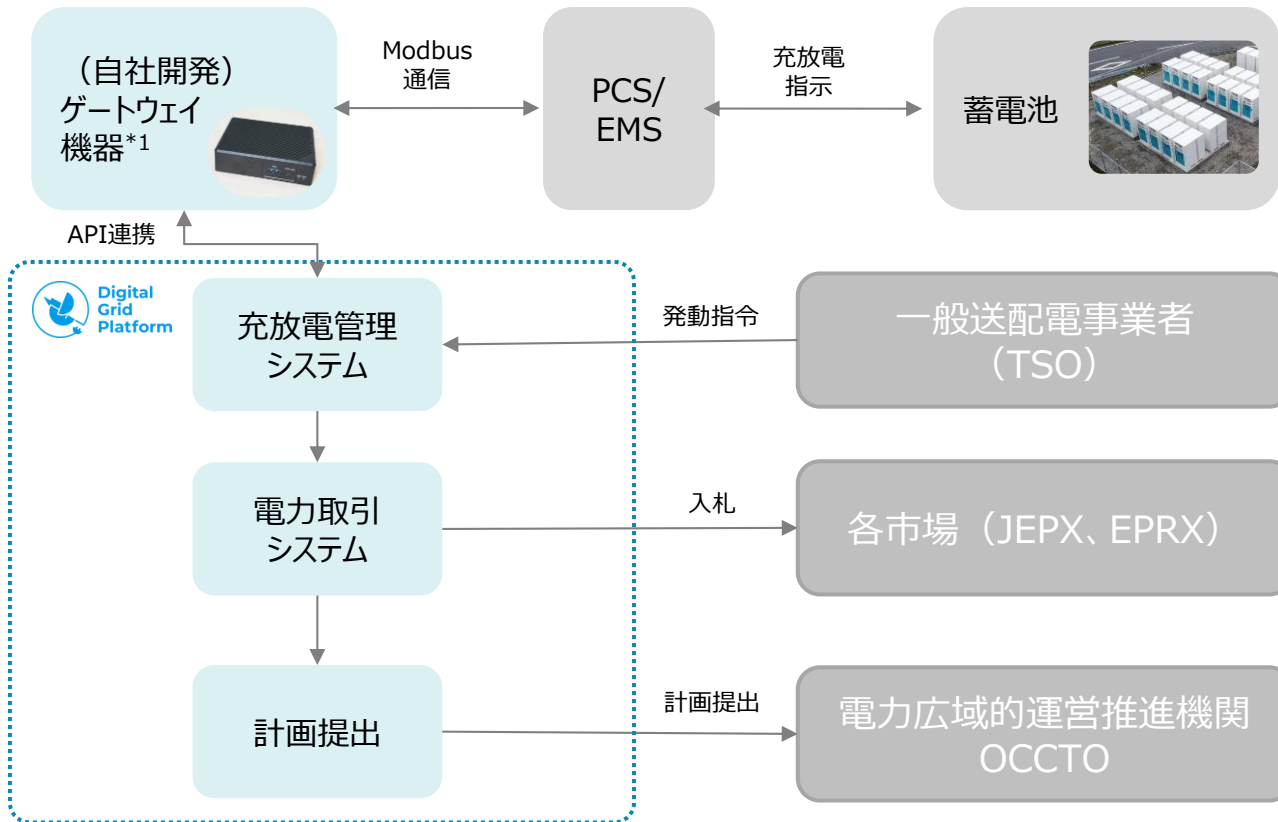 (自社開発)
ゲートウェイ
機器*1
Modbus
通信
PCS/
EMS
充放電
指示
蓄電池
API連携
Digital
Grid
Platform
充放電管理
システム
発動指令
一般送配電事業者
(TSO)
電力取引
システム
入札
各市場(JEPX、EPRX)
計画提出
計画提出
電力広域的運営推進機関
OCCTO